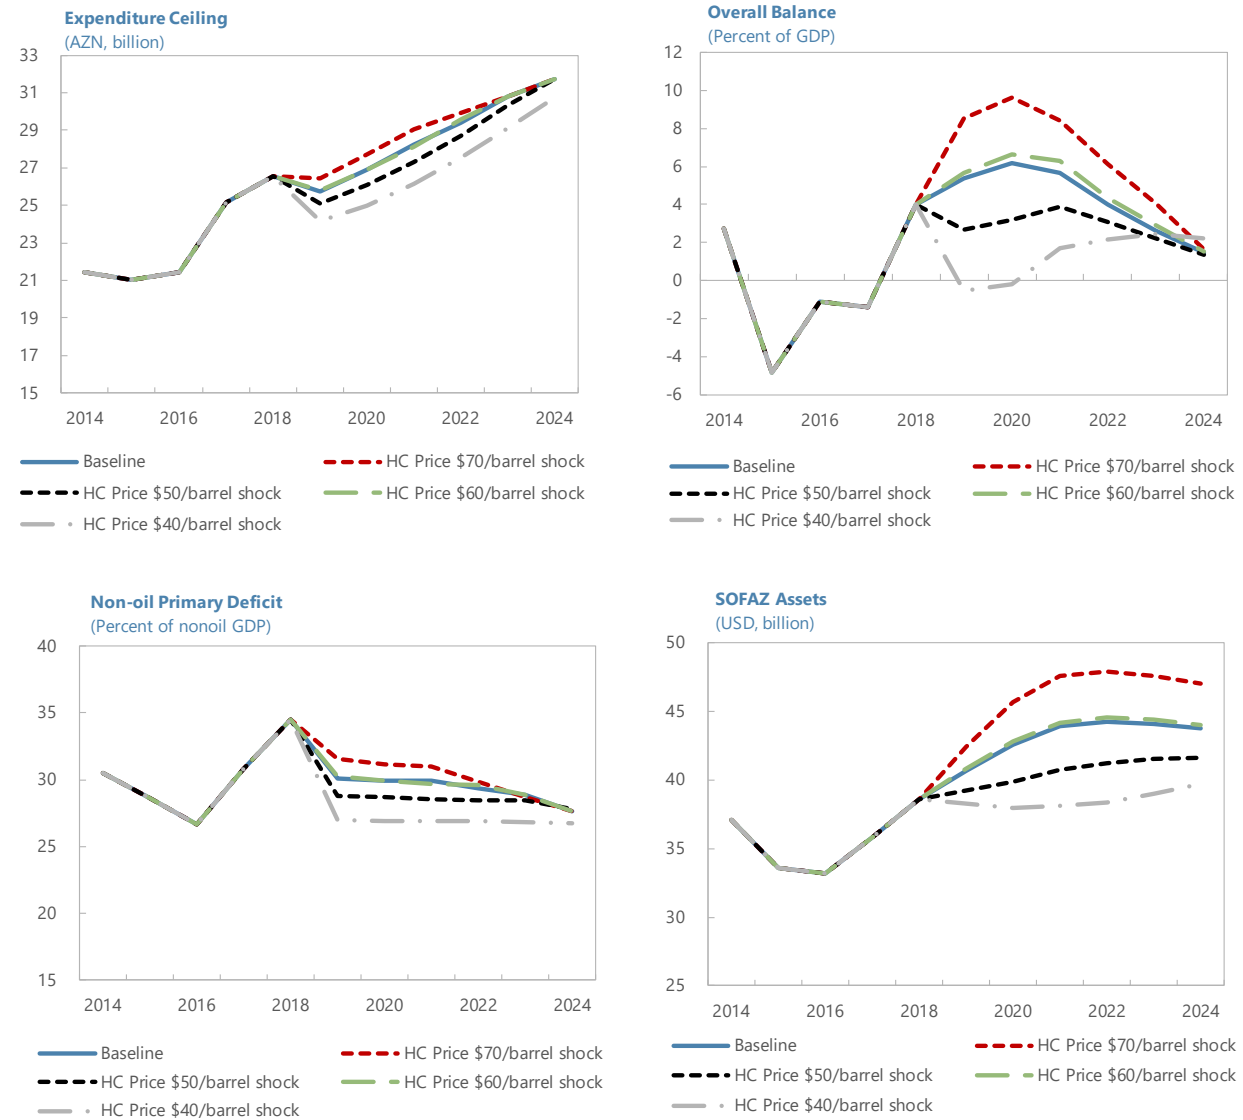 Expenditure Ceiling
(AZN, billion)
33
31
29
27
25
23
21
19
17
15
2014 2016 2018 2020 2022 2024
Baseline
HC Price $70/barrel shock
HC Price $50/barrel shock
HC Price $60/barrel shock
HC Price $40/barrel shock
Overall Balance
(Percent of GDP)
12
10
8
6
4
2
0
-2
-4
-6
2014 2016 2018 2020 2022 2024
Baseline
HC Price $70/barrel shock
HC Price $50/barrel shock
HC Price $60/barrel shock
HC Price $40/barrel shock
Non-oil Primary Deficit
(Percent of nonoil GDP)
40
35
30
25
20
15
2014 2016 2018 2020 2022 2024
Baseline
HC Price $70/barrel shock
HC Price $50/barrel shock
HC Price $60/barrel shock
HC Price $40/barrel shock
SOFAZ Assets
(USD, billion)
50
45
40
35
30
25
2014 2016 2018 2020 2022 2024
Baseline
HC Price $70/barrel shock
HC Price $50/barrel shock
HC Price $60/barrel shock
HC Price $40/barrel shock